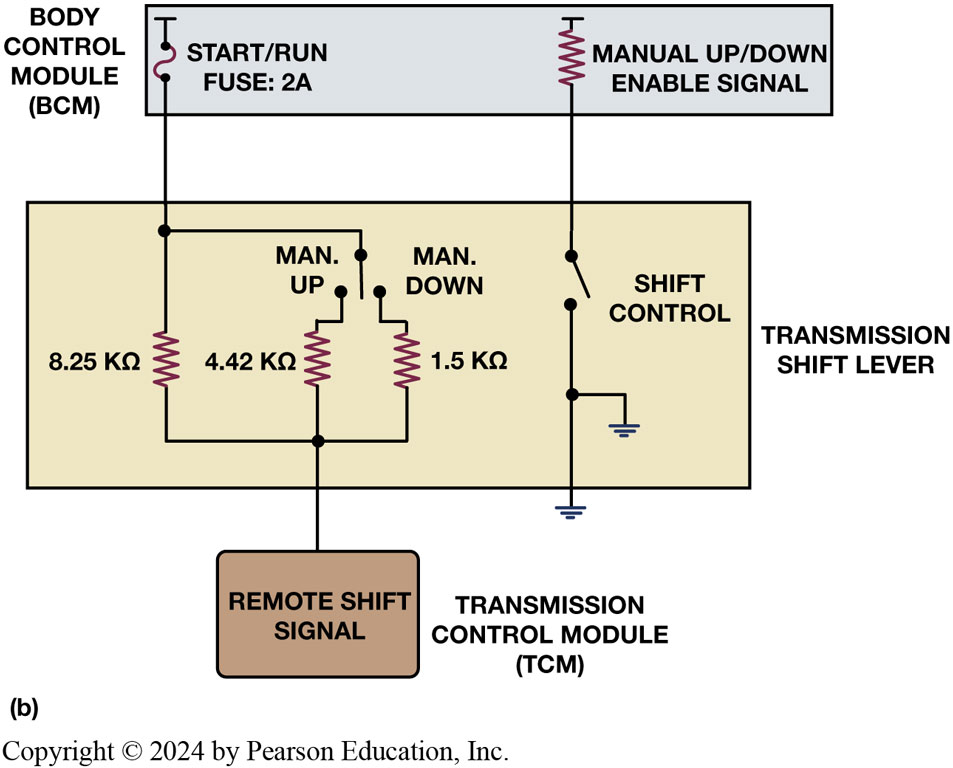 BODY
CONTROL
MODULE
(BCM)
START/RUN
FUSE: 2A
MANUAL UP/DOWN
ENABLE SIGNAL
MAN.
UP
MAN.
DOWN
SHIFT
CONTROL
8.25 KΩ
4.42 KΩ
1.5 KΩ
TRANSMISSION
SHIFT LEVER
REMOTE SHIFT
SIGNAL
TRANSMISSION
CONTROL MODULE
(TCM)
(b)
Copyright © 2024 by Pearson Education, Inc.